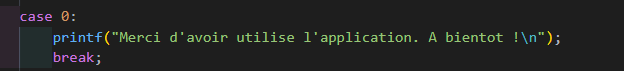 case 0:
printf("Merci d'avoir utilise l'application. A bientot !\n");
break;